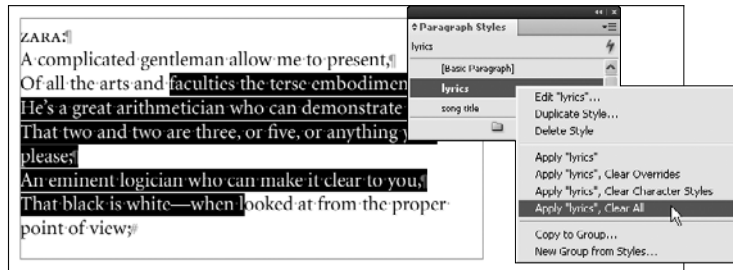 Paragraph Styles
lyrics
[Basic Paragraph]
lyrics
song title
ZARA:¶
A complicated gentleman allow me to present,¶
Of all the arts and faculties the terse embodimen
He's a great arithmetician who can demonstrate
That two and two are three, or five, or anything
please;¶
An eminent logician who can make it clear to you,¶
That black is white—when looked at from the proper
point of view;#
Edit "lyrics"...
Duplicate Style...
Delete Style
Apply "lyrics"
Apply "lyrics", Clear Overrides
Apply "lyrics", Clear Character Styles
Apply "lyrics", Clear All
Copy to Group...
New Group from Styles...